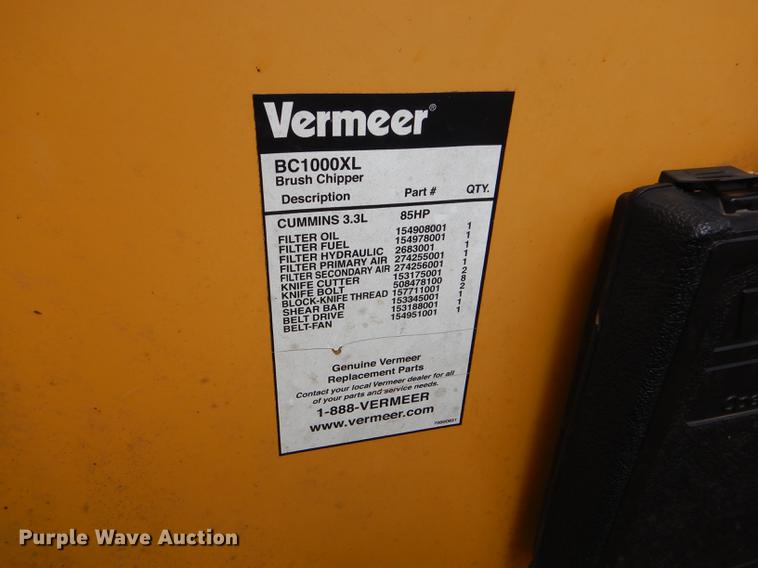 Vermeer®
BC1000XL
Brush Chipper
Description Part # QTY.
CUMMINS 3.3L 85HP
FILTER OIL 154908001 1
FILTER FUEL 154978001 1
FILTER HYDRAULIC 2683001 1
FILTER PRIMARY AIR 274255001 1
FILTER SECONDARY AIR 274256001 1
KNIFE CUTTER 153175001 2
KNIFE BOLT 508478100 8
BLOCK-KNIFE THREAD 157711001 2
SHEAR BAR 153345001 1
BELT DRIVE 153188001 1
BELT-FAN 154951001 1
Genuine Vermeer
Replacement Parts
Contact your local Vermeer dealer for all
of your parts and service needs.
1-888-VERMEER
www.vermeer.com
Purple Wave Auction